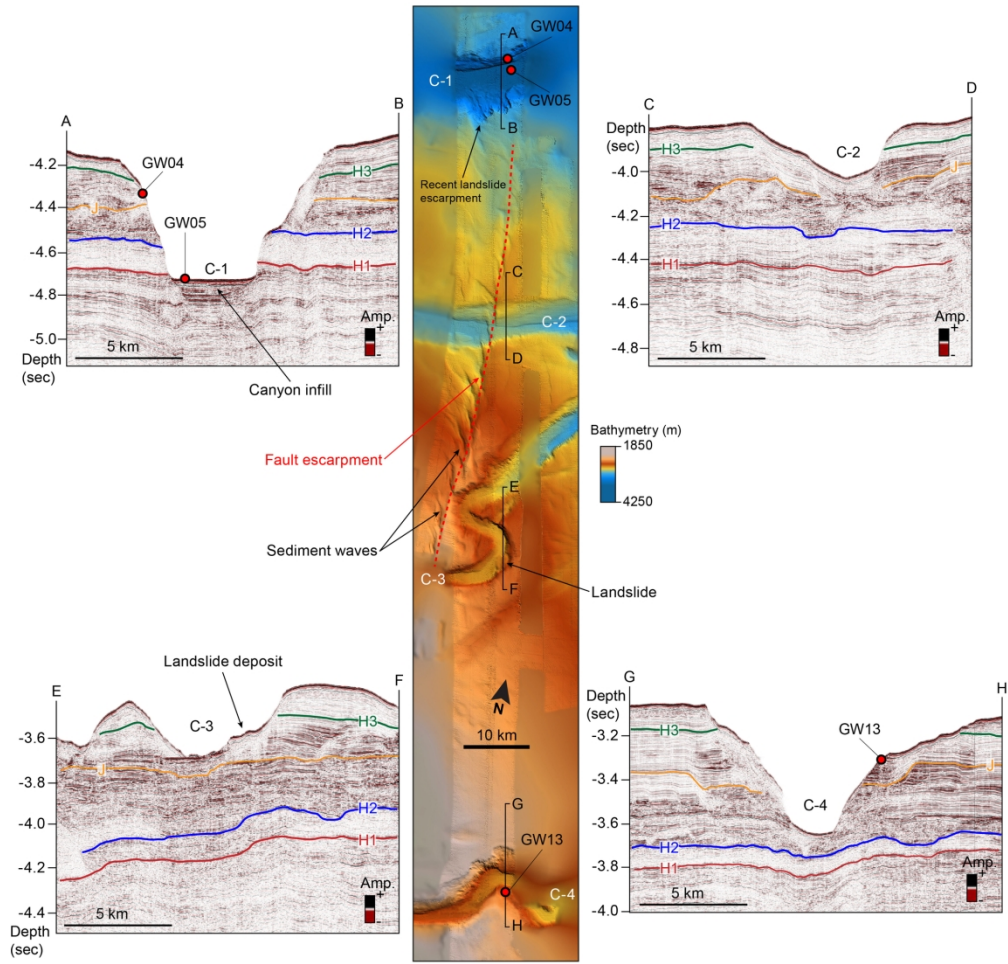 A
B
-4.2
-4.4
-4.6
-4.8
-5.0
Depth
(sec)
GW04
GW05
C-1
J
H3
H2
H1
5 km
Amp.
+
-
Canyon infill
A
GW04
C-1
GW05
B
Recent landslide
escarpment
C
C-2
D
Fault escarpment
Sediment waves
E
C-3
F
Landslide
N
10 km
G
GW13
C-4
H
Bathymetry (m)
1850
4250
C
D
Depth
(sec)
-3.8
-4.0
-4.2
-4.4
-4.6
-4.8
H3
C-2
J
H2
H1
5 km
Amp.
+
-
Landslide deposit
E
F
-3.6
-3.8
-4.0
-4.2
-4.4
Depth
(sec)
C-3
H3
J
H2
H1
5 km
Amp.
+
-
G
H
Depth
(sec)
-3.2
-3.4
-3.6
-3.8
-4.0
H3
GW13
J
C-4
H2
H1
5 km
Amp.
+
-